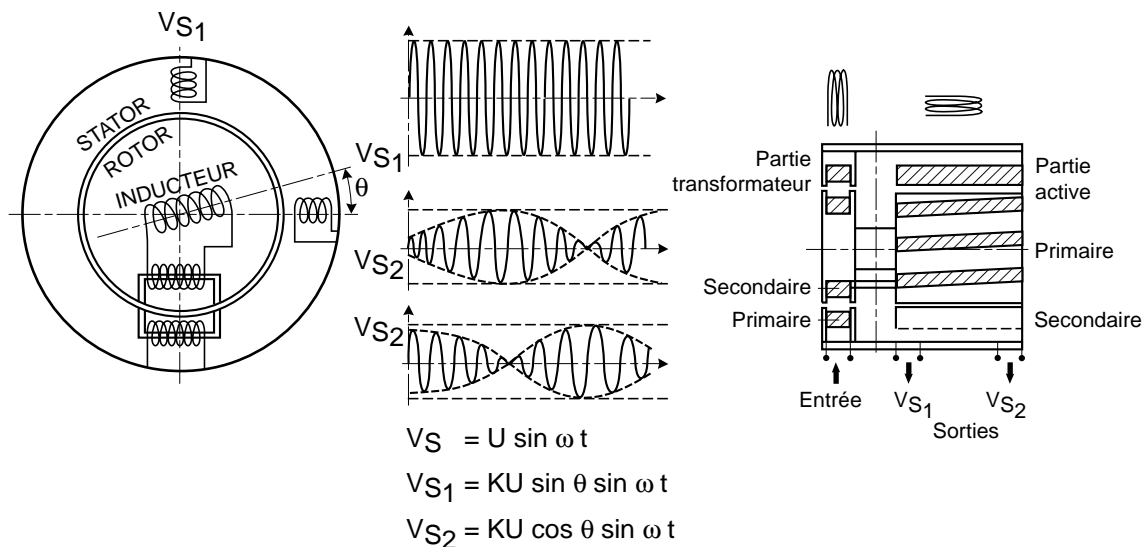 VS1
STATOR
ROTOR
INDUCTEUR
θ
VS1
VS2
VS2
VS = U sin ω t
VS1 = KU sin θ sin ω t
VS2 = KU cos θ sin ω t
Partie
transformateur
Secondaire
Primaire
Partie
active
Primaire
Secondaire
Entrée
VS1
VS2
Sorties